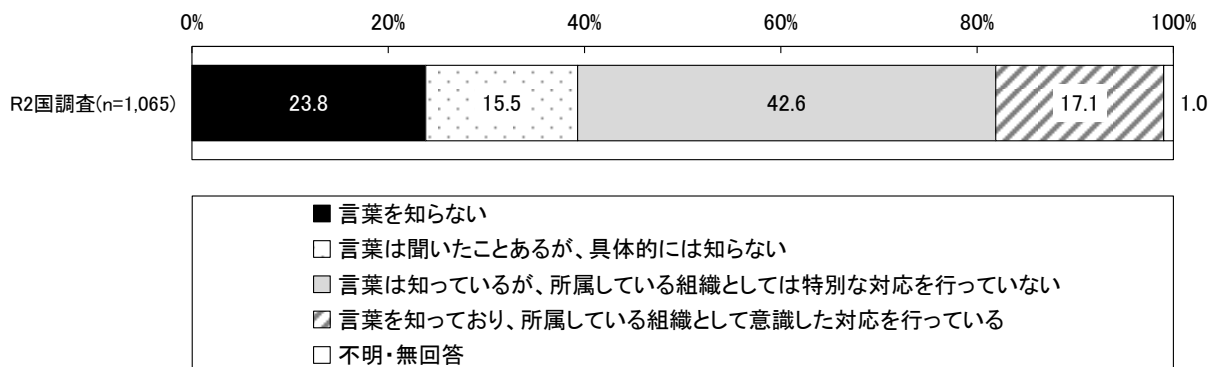 0% 20% 40% 60% 80% 100%
R2国調査(n=1,065) 23.8 15.5 42.6 17.1 1.0
言葉を知らない
言葉は聞いたことあるが、具体的には知らない
言葉は知っているが、所属している組織としては特別な対応を行っていない
言葉を知っており、所属している組織として意識した対応を行っている
不明・無回答